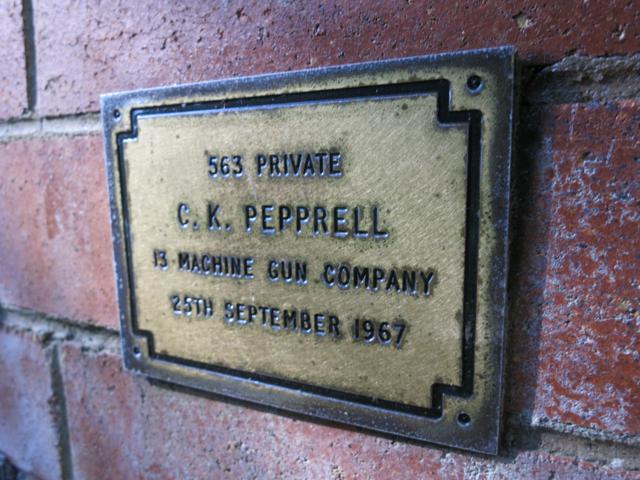 563 PRIVATE
C. K. PEPPRELL
13 MACHINE GUN COMPANY
25TH SEPTEMBER 1967